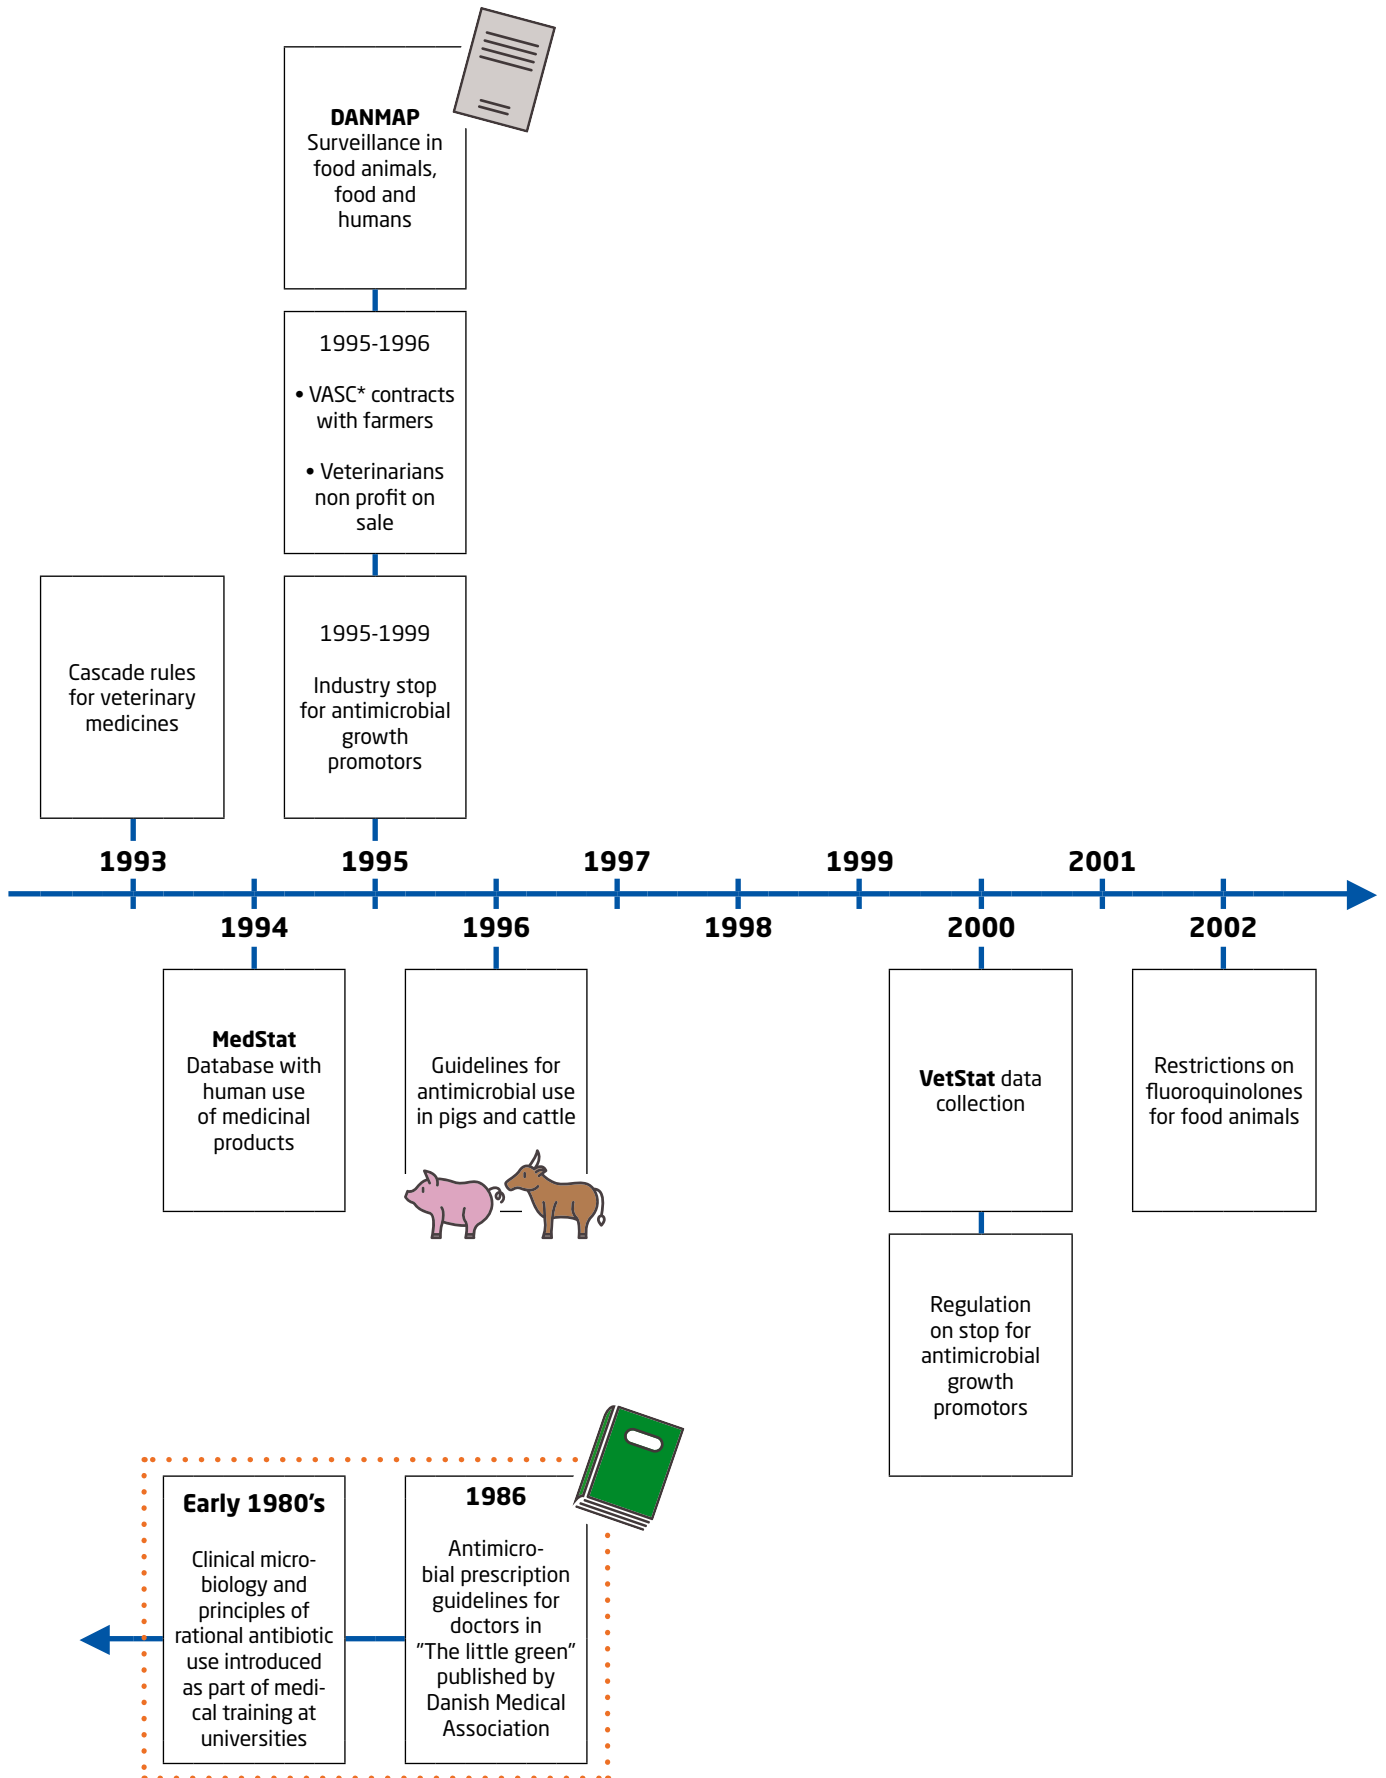 DANMAP
Surveillance in
food animals,
food and
humans
1995-1996
• VASC* contracts
with farmers
• Veterinarians
non profit on
sale
Cascade rules
for veterinary
medicines
1995-1999
Industry stop
for antimicrobial
growth
promotors
1993
1995
1997
1999
2001
1994
1996
1998
2000
2002
MedStat
Database with
human use
of medicinal
products
Guidelines for
antimicrobial use
in pigs and cattle
VetStat data
collection
Restrictions on
fluoroquinolones
for food animals
Regulation
on stop for
antimicrobial
growth
promotors
Early 1980's
Clinical micro-
biology and
principles of
rational antibiotic
use introduced
as part of medi-
cal training at
universities
1986
Antimicro-
bial prescription
guidelines for
doctors in
"The little green"
published by
Danish Medical
Association